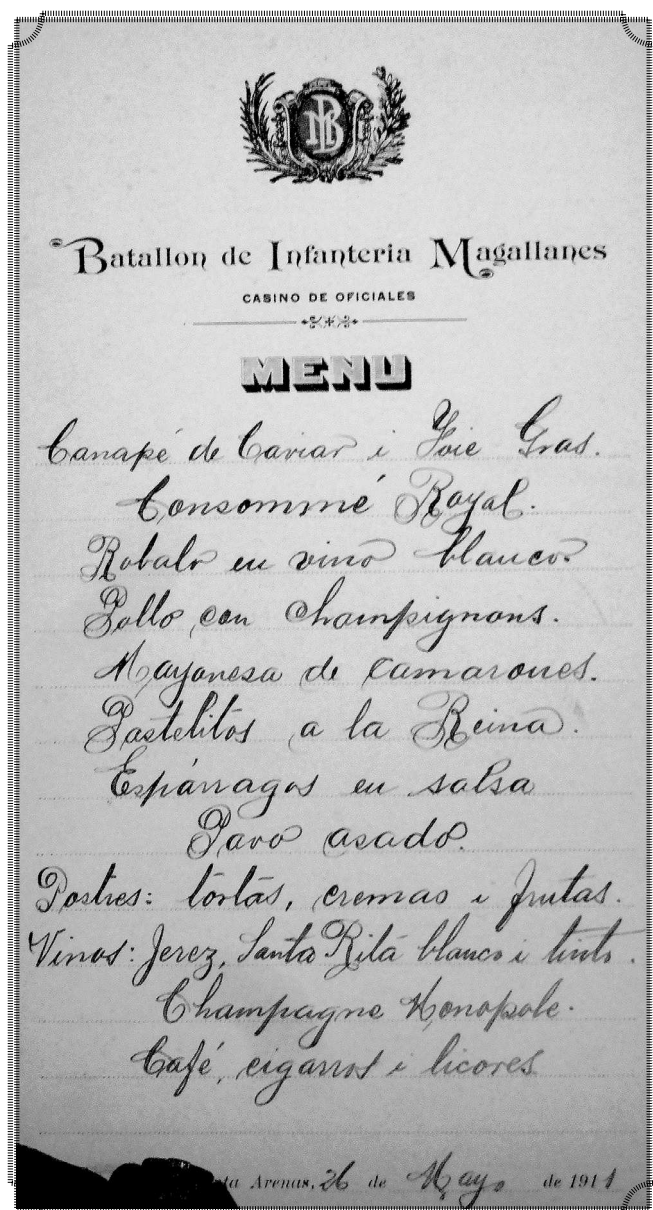 MB
Batallon de Infanteria Magallanes
CASINO DE OFICIALES
MENU
Canapé de Caviar i Foie Gras.
Consommé Royal.
Robalo en vino blanco.
Pollo con Champignons.
Mayonesa de camarones.
Pastelitos a la Reina.
Espárragos en salsa
Pavo asado.
Postres: tortas, cremas i frutas.
Vinos: Jerez, Santa Rita blanco i tinto.
Champagne Monopole.
Café, cigarros i licores
ta Arenas, 26 de Mayo de 1911